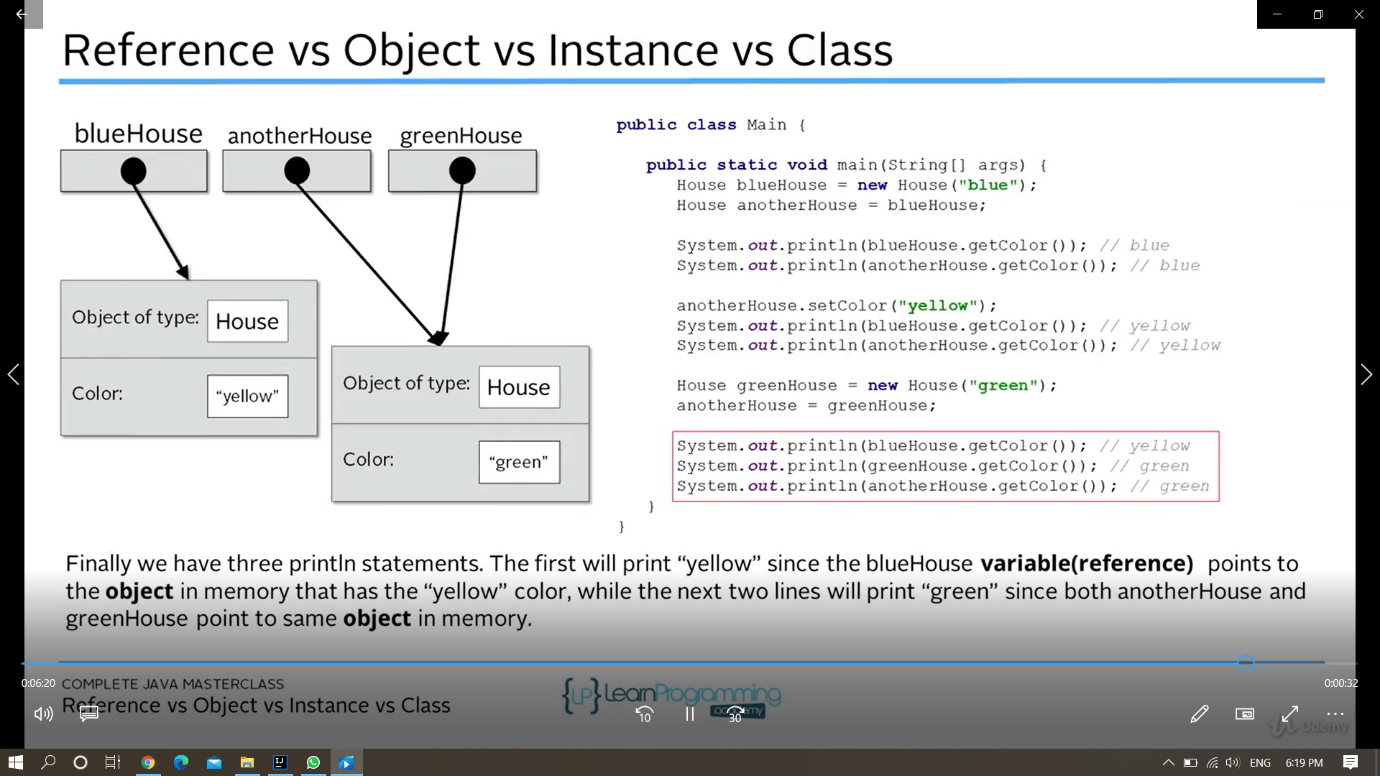 Reference vs Object vs Instance vs Class
blueHouse anotherHouse greenHouse
Object of type: House
Color: "yellow"
Object of type: House
Color: "green"
public class Main {
public static void main(String[] args) {
House blueHouse = new House("blue");
House anotherHouse = blueHouse;
System.out.println(blueHouse.getColor()); // blue
System.out.println(anotherHouse.getColor()); // blue
anotherHouse.setColor("yellow");
System.out.println(blueHouse.getColor()); // yellow
System.out.println(anotherHouse.getColor()); // yellow
House greenHouse = new House("green");
anotherHouse = greenHouse;
System.out.println(blueHouse.getColor()); // yellow
System.out.println(greenHouse.getColor()); // green
System.out.println(anotherHouse.getColor()); // green
}
}
Finally we have three println statements. The first will print “yellow” since the blueHouse variable(reference) points to
the object in memory that has the “yellow” color, while the next two lines will print “green” since both anotherHouse and
greenHouse point to same object in memory.
0:06:20
0:00:32
COMPLETE JAVA MASTERCLASS
Reference vs Object vs Instance vs Class
{LP} LearnProgramming
academy
10
30
Udemy
ENG
6:19 PM